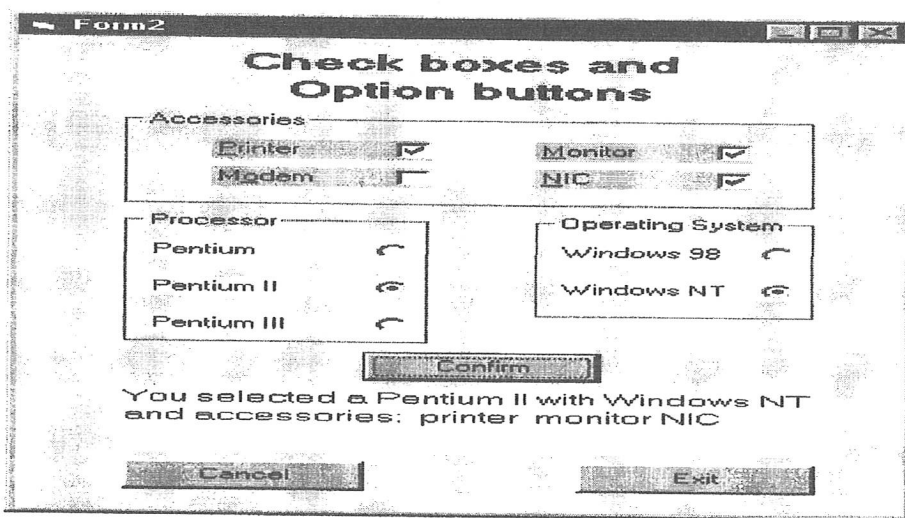 Form2
Check boxes and
Option buttons
Accessories
Printer
Monitor
Modem
NIC
Processor
Operating System
Pentium
Windows 98
Pentium II
Windows NT
Pentium III
Confirm
You selected a Pentium II with Windows NT
and accessories: printer monitor NIC
Cancel
Exit